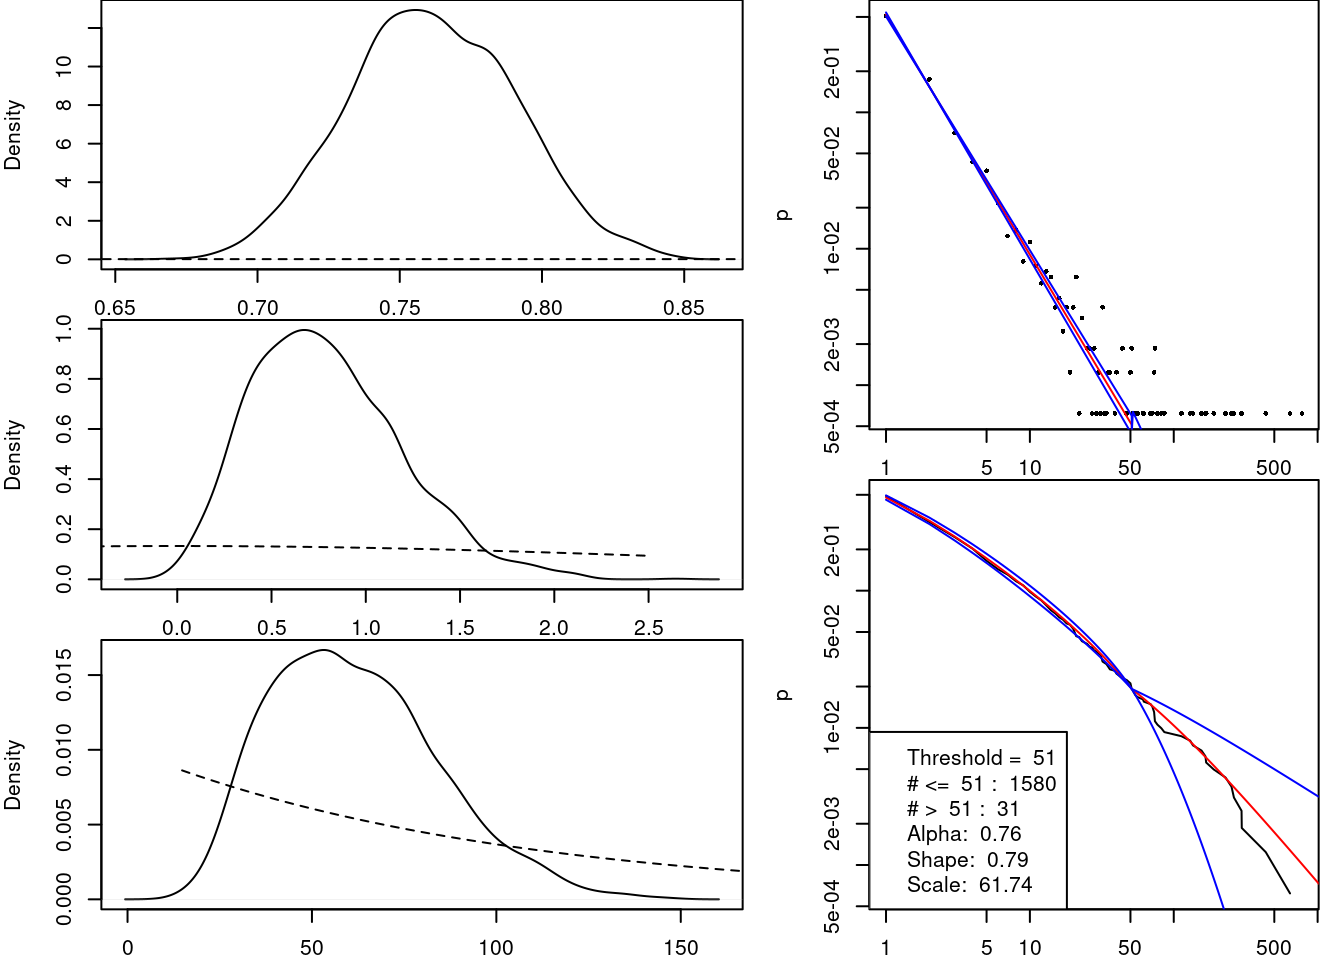 Density
0 2 4 6 8 10
0.65 0.70 0.75 0.80 0.85
Density
0.0 0.2 0.4 0.6 0.8 1.0
0.0 0.5 1.0 1.5 2.0 2.5
Density
0.000 0.005 0.010 0.015
0 50 100 150
p
5e-04 2e-03 1e-02 5e-02 2e-01
1 5 10 50 500
p
5e-04 2e-03 1e-02 5e-02 2e-01
Threshold = 51
# <= 51 : 1580
# > 51 : 31
Alpha: 0.76
Shape: 0.79
Scale: 61.74
1 5 10 50 500